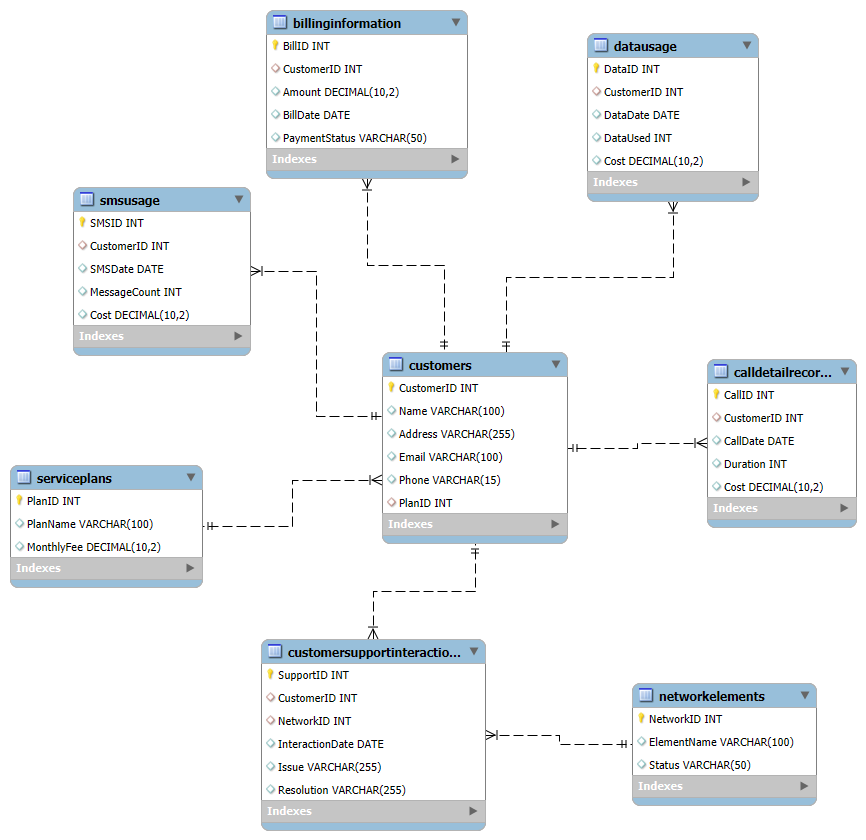 billinginformation
BillID INT
CustomerID INT
Amount DECIMAL(10,2)
BillDate DATE
PaymentStatus VARCHAR(50)
Indexes
datausage
DataID INT
CustomerID INT
DataDate DATE
DataUsed INT
Cost DECIMAL(10,2)
Indexes
smsusage
SMSID INT
CustomerID INT
SMSDate DATE
MessageCount INT
Cost DECIMAL(10,2)
Indexes
customers
CustomerID INT
Name VARCHAR(100)
Address VARCHAR(255)
Email VARCHAR(100)
Phone VARCHAR(15)
PlanID INT
Indexes
calldetailrecor...
CallID INT
CustomerID INT
CallDate DATE
Duration INT
Cost DECIMAL(10,2)
Indexes
serviceplans
PlanID INT
PlanName VARCHAR(100)
MonthlyFee DECIMAL(10,2)
Indexes
customersupportinteractio...
SupportID INT
CustomerID INT
NetworkID INT
InteractionDate DATE
Issue VARCHAR(255)
Resolution VARCHAR(255)
Indexes
networkelements
NetworkID INT
ElementName VARCHAR(100)
Status VARCHAR(50)
Indexes